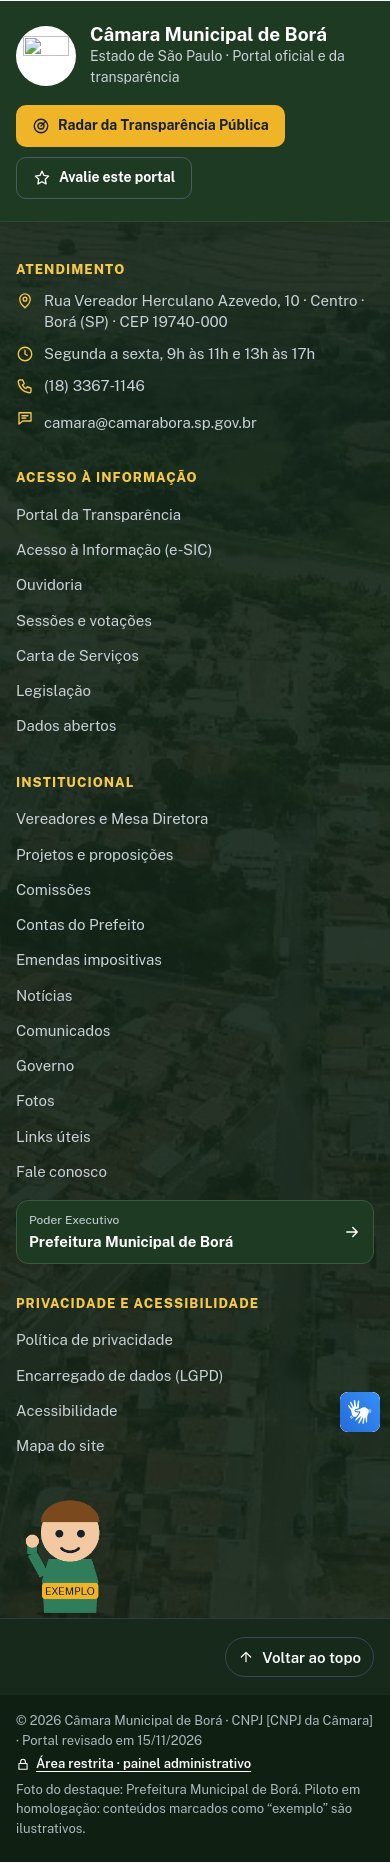 Câmara Municipal de Borá
Estado de São Paulo · Portal oficial e da
transparência
Radar da Transparência Pública
Avalie este portal
ATENDIMENTO
Rua Vereador Herculano Azevedo, 10 · Centro ·
Borá (SP) · CEP 19740-000
Segunda a sexta, 9h às 11h e 13h às 17h
(18) 3367-1146
camara@camarabora.sp.gov.br
ACESSO À INFORMAÇÃO
Portal da Transparência
Acesso à Informação (e-SIC)
Ouvidoria
Sessões e votações
Carta de Serviços
Legislação
Dados abertos
INSTITUCIONAL
Vereadores e Mesa Diretora
Projetos e proposições
Comissões
Contas do Prefeito
Emendas impositivas
Notícias
Comunicados
Governo
Fotos
Links úteis
Fale conosco
Poder Executivo
Prefeitura Municipal de Borá
PRIVACIDADE E ACESSIBILIDADE
Política de privacidade
Encarregado de dados (LGPD)
Acessibilidade
Mapa do site
EXEMPLO
Voltar ao topo
© 2026 Câmara Municipal de Borá · CNPJ [CNPJ da Câmara]
· Portal revisado em 15/11/2026
Área restrita · painel administrativo
Foto do destaque: Prefeitura Municipal de Borá. Piloto em
homologação: conteúdos marcados como “exemplo” são
ilustrativos.